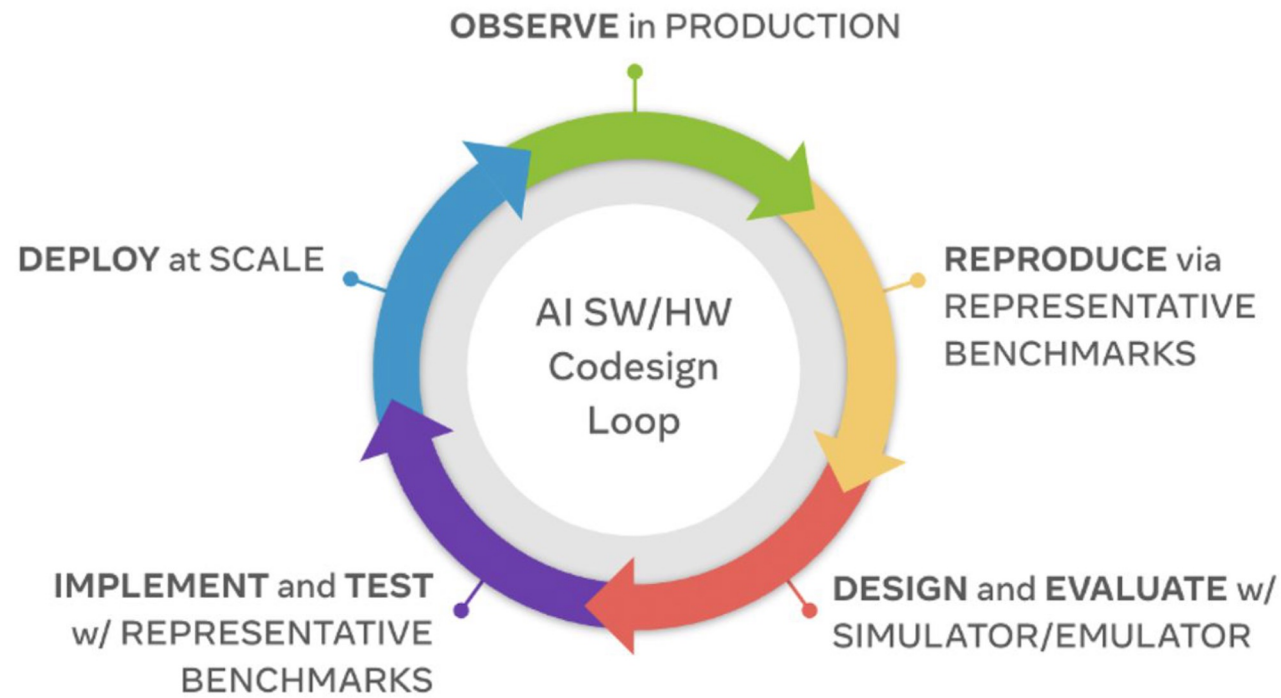 OBSERVE in PRODUCTION
REPRODUCE via
REPRESENTATIVE
BENCHMARKS
DESIGN and EVALUATE w/
SIMULATOR/EMULATOR
IMPLEMENT and TEST
w/ REPRESENTATIVE
BENCHMARKS
DEPLOY at SCALE
AI SW/HW
Codesign
Loop